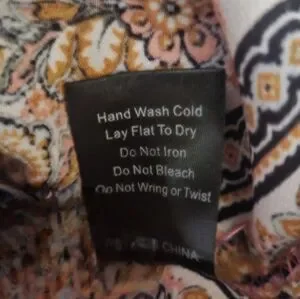 Hand Wash Cold
Lay Flat To Dry
Do Not Iron
Do Not Bleach
Do Not Wring or Twist
CHINA